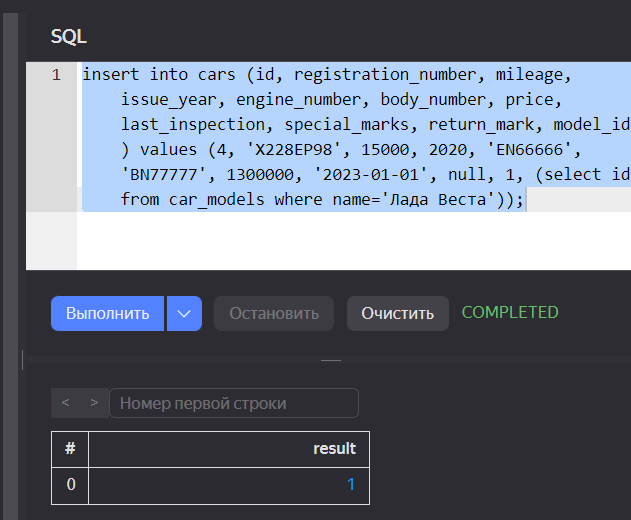 SQL
1 insert into cars (id, registration_number, mileage,
issue_year, engine_number, body_number, price,
last_inspection, special_marks, return_mark, model_id
) values (4, 'X228EP98', 15000, 2020, 'EN66666',
'BN77777', 1300000, '2023-01-01', null, 1, (select id
from car_models where name='Лада Веста'));
Выполнить Остановить Очистить COMPLETED
< > Номер первой строки
# result
0 1